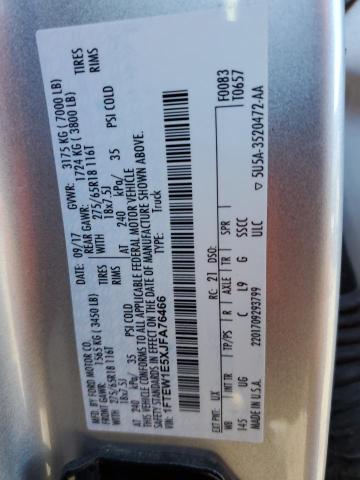 MFD. BY FORD MOTOR CO.
DATE: 09/17 GVWR: 3175 KG ( 7000 LB)
FRONT GAWR: 1565 KG ( 3450 LB) REAR GAWR: 1724 KG ( 3800 LB)
275/65R18 116T TIRES 275/65R18 116T TIRES
18x7.5J RIMS 18x7.5J RIMS
AT 240 kPa/ 35 PSI COLD AT 240 kPa/ 35 PSI COLD
THIS VEHICLE CONFORMS TO ALL APPLICABLE FEDERAL MOTOR VEHICLE
SAFETY AND THEFT PREVENTION STANDARDS IN EFFECT ON THE DATE OF MANUFACTURE SHOWN ABOVE.
VIN: 1FTEW1E5XJFA76466
TYPE: Truck
F0083
T0657
EXT PNT: UX RC: 21 DSO:
WB INT TR TP/PS R AXLE TR SPR
145 UG C L9 G SSCC
2201709293799 U5C
MADE IN U.S.A. ▽ 5U5A-3520472-AA